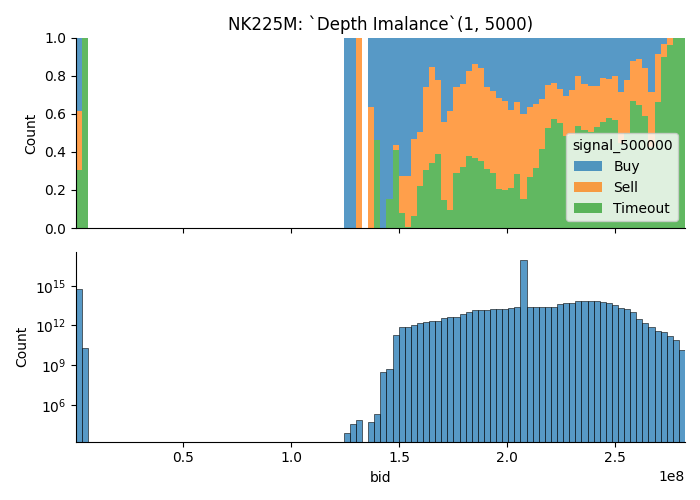 NK225M: `Depth Imalance`(1, 5000)
1.0
0.8
0.6
0.4
0.2
0.0
Count
signal_500000
Buy
Sell
Timeout
10^15
10^12
10^9
10^6
Count
0.5
1.0
1.5
2.0
2.5
1e8
bid